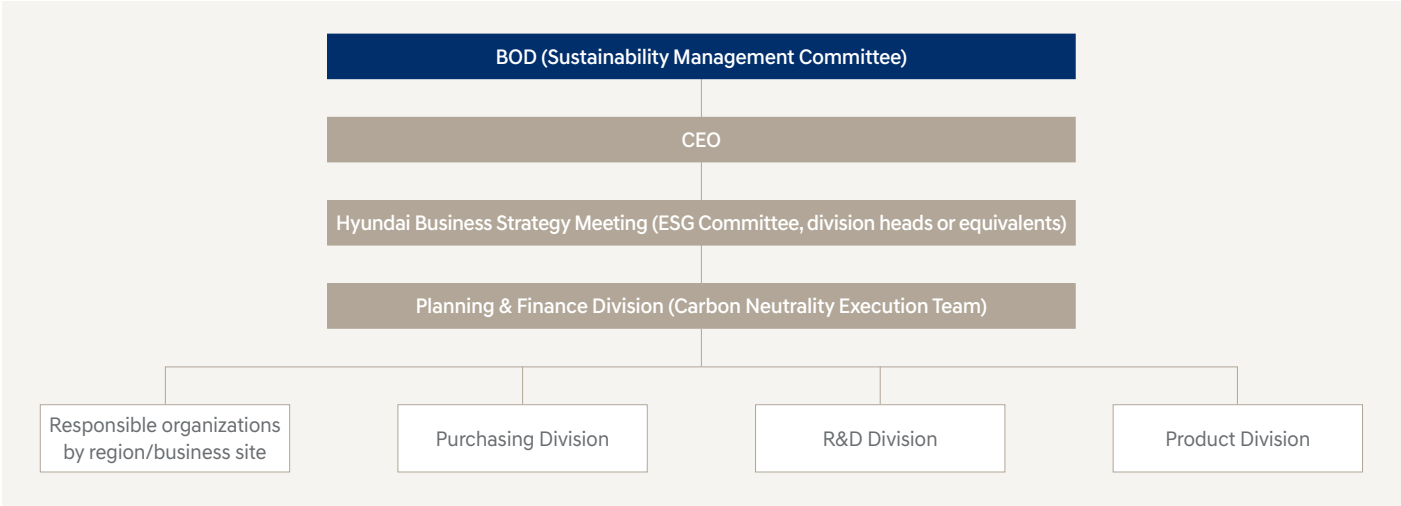 BOD (Sustainability Management Committee)
CEO
Hyundai Business Strategy Meeting (ESG Committee, division heads or equivalents)
Planning & Finance Division (Carbon Neutrality Execution Team)
Responsible organizations
by region/business site
Purchasing Division
R&D Division
Product Division